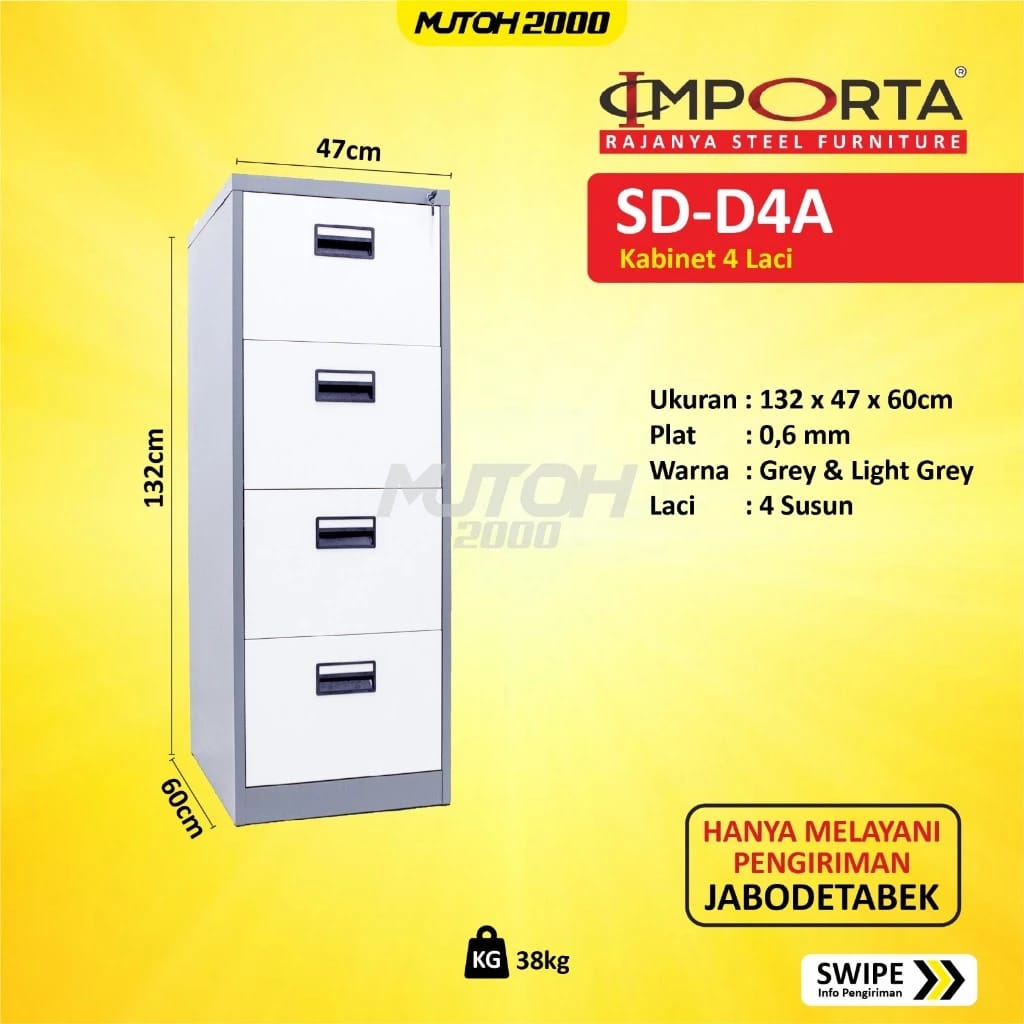 MUTOH 2000
IMPORTA®
RAJANYA STEEL FURNITURE
SD-D4A
Kabinet 4 Laci
47cm
132cm
60cm
Ukuran : 132 x 47 x 60cm
Plat : 0,6 mm
Warna : Grey & Light Grey
Laci : 4 Susun
MUTOH
2000
HANYA MELAYANI
PENGIRIMAN
JABODETABEK
KG 38kg
SWIPE
Info Pengiriman